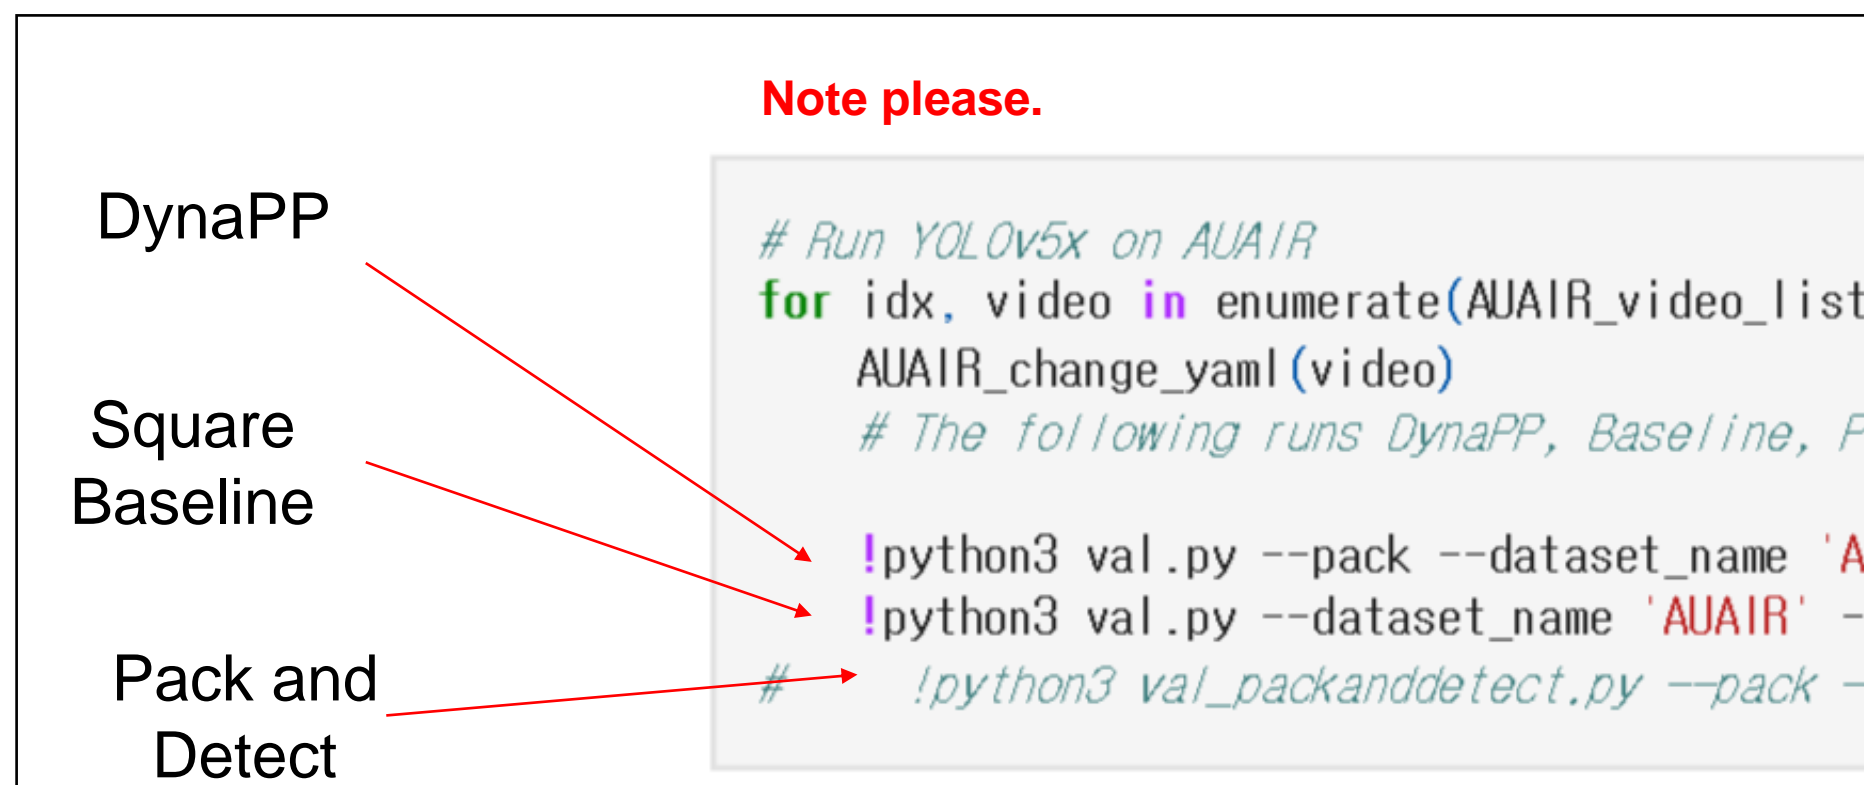 Note please.
DynaPP
Square
Baseline
Pack and
Detect
# Run YOLOv5x on AUAIR
for idx, video in enumerate(AUAIR_video_list
AUAIR_change_yaml(video)
# The following runs DynaPP, Baseline, P
!python3 val.py --pack --dataset_name 'A
!python3 val.py --dataset_name 'AUAIR' -
# !python3 val_packanddetect.py --pack -